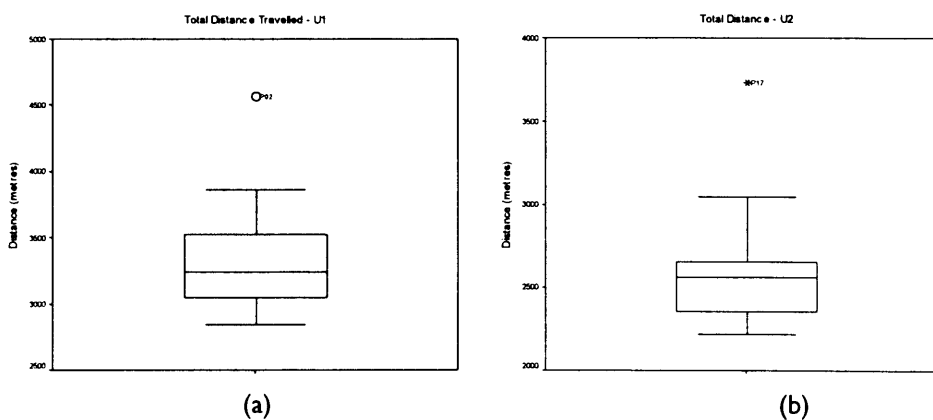 Total Distance Travelled - U1
5000
4500
4000
3500
3000
2500
Distance (metres)
P02
(a)
Total Distance - U2
4000
3500
3000
2500
2000
Distance (metres)
P17
(b)